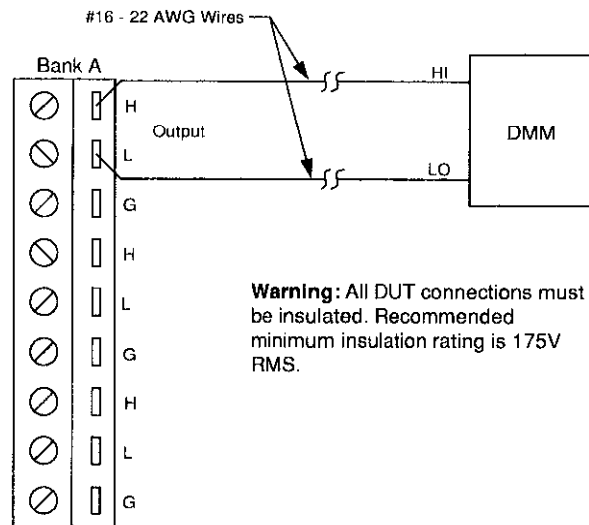 #16 - 22 AWG Wires
Bank A
HI
H
Output
DMM
L
LO
G
H
Warning: All DUT connections must
L
be insulated. Recommended
minimum insulation rating is 175V
G
RMS.
H
L
G